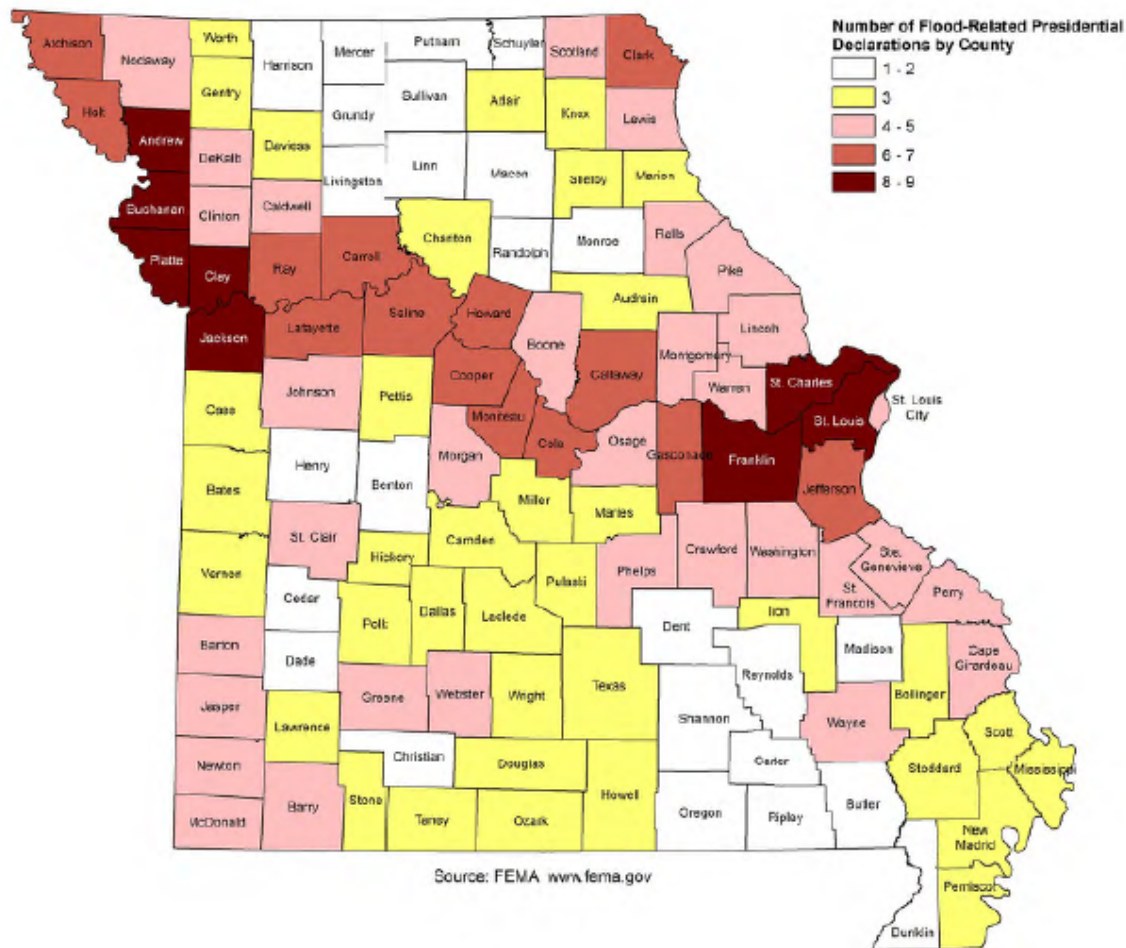 Number of Flood-Related Presidential
Declarations by County
1 - 2
3
4 - 5
6 - 7
8 - 9
Atchison
Nodaway
Worth
Harrison
Mercer
Putnam
Schuyler
Scotland
Clark
Gentry
Sullivan
Adair
Knox
Lewis
Holt
Andrew
DeKalb
Daviess
Grundy
Linn
Macon
Shelby
Marion
Buchanan
Clinton
Caldwell
Livingston
Chariton
Randolph
Monroe
Ralls
Pike
Platte
Clay
Ray
Carroll
Audrain
Jackson
Lafayette
Saline
Howard
Boone
Callaway
Montgomery
Lincoln
Warren
St. Charles
St. Louis
City
St. Louis
Cass
Johnson
Pettis
Cooper
Moniteau
Cole
Osage
Gasconade
Franklin
Jefferson
Henry
Benton
Morgan
Miller
Maries
Bates
St. Clair
Hickory
Camden
Pulaski
Phelps
Crawford
Washington
Ste.
Genevieve
St.
Francois
Perry
Vernon
Cedar
Polk
Dallas
Laclede
Dent
Iron
Madison
Cape
Girardeau
Barton
Dade
Greene
Webster
Wright
Texas
Shannon
Reynolds
Wayne
Bollinger
Jasper
Lawrence
Christian
Douglas
Howell
Carter
Stoddard
Scott
Mississippi
Newton
McDonald
Barry
Stone
Taney
Ozark
Oregon
Ripley
Butler
New
Madrid
Pemiscot
Dunklin
Source: FEMA www.fema.gov